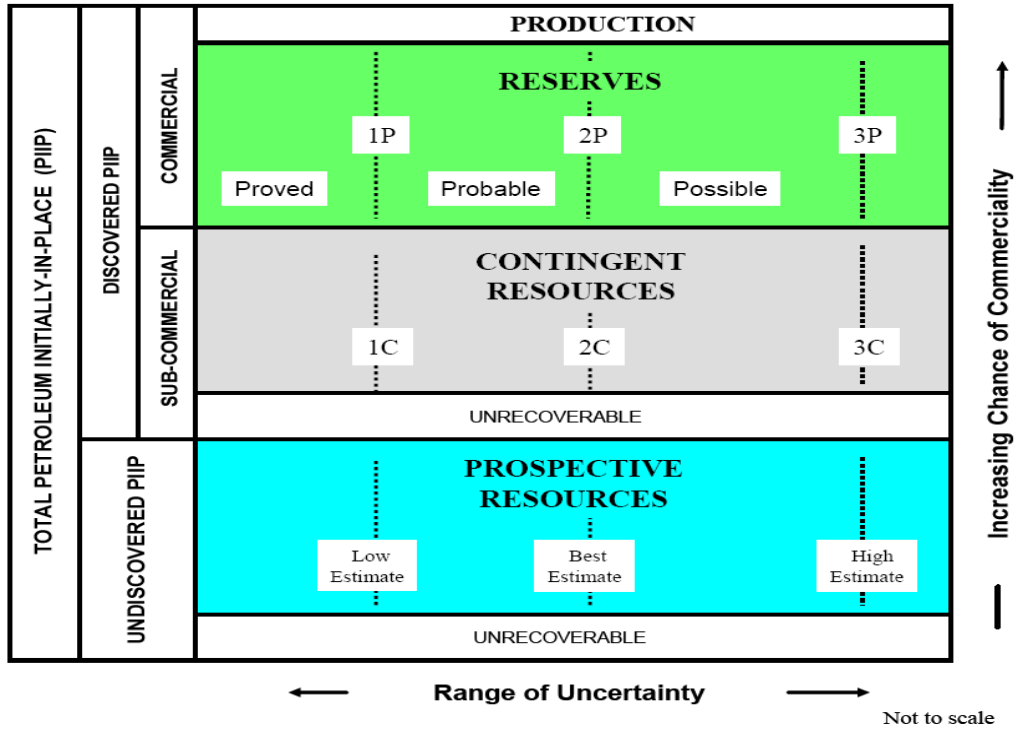 TOTAL PETROLEUM INITIALLY-IN-PLACE (PIIP)
DISCOVERED PIIP
UNDISCOVERED PIIP
COMMERCIAL
SUB-COMMERCIAL
PRODUCTION
RESERVES
1P
2P
3P
Proved
Probable
Possible
CONTINGENT
RESOURCES
1C
2C
3C
UNRECOVERABLE
PROSPECTIVE
RESOURCES
Low
Estimate
Best
Estimate
High
Estimate
UNRECOVERABLE
Increasing Chance of Commerciality
Range of Uncertainty
Not to scale